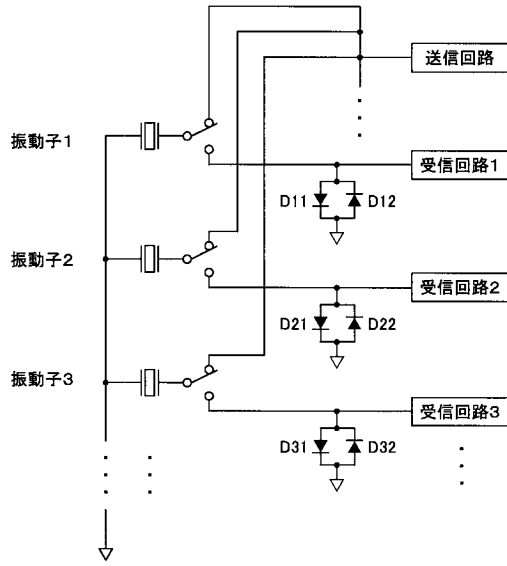 送信回路
振動子1
受信回路1
D11 D12
振動子2
受信回路2
D21 D22
振動子3
受信回路3
D31 D32